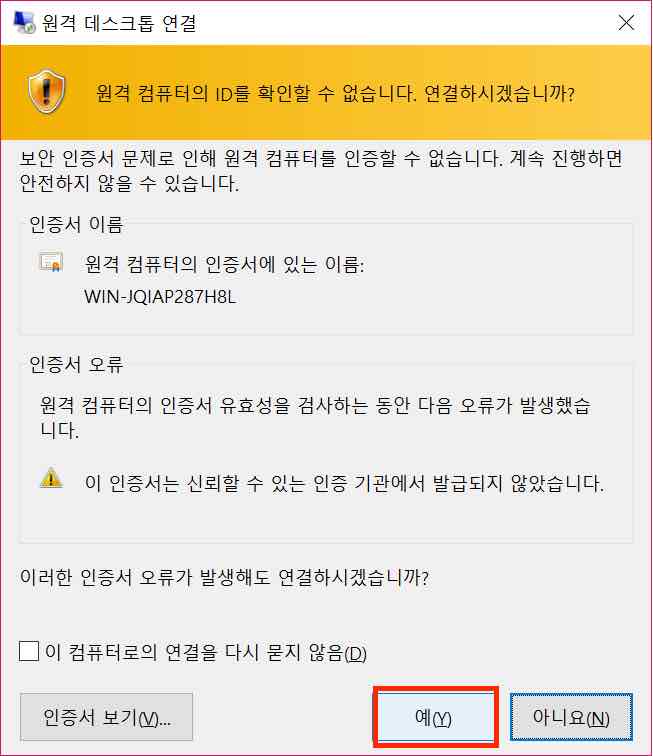 원격 데스크톱 연결
원격 컴퓨터의 ID를 확인할 수 없습니다. 연결하시겠습니까?
보안 인증서 문제로 인해 원격 컴퓨터를 인증할 수 없습니다. 계속 진행하면
안전하지 않을 수 있습니다.
인증서 이름
원격 컴퓨터의 인증서에 있는 이름:
WIN-JQIAP287H8L
인증서 오류
원격 컴퓨터의 인증서 유효성을 검사하는 동안 다음 오류가 발생했습
니다.
이 인증서는 신뢰할 수 있는 인증 기관에서 발급되지 않았습니다.
이러한 인증서 오류가 발생해도 연결하시겠습니까?
이 컴퓨터로의 연결을 다시 묻지 않음(D)
인증서 보기(V)... 예(Y) 아니요(N)